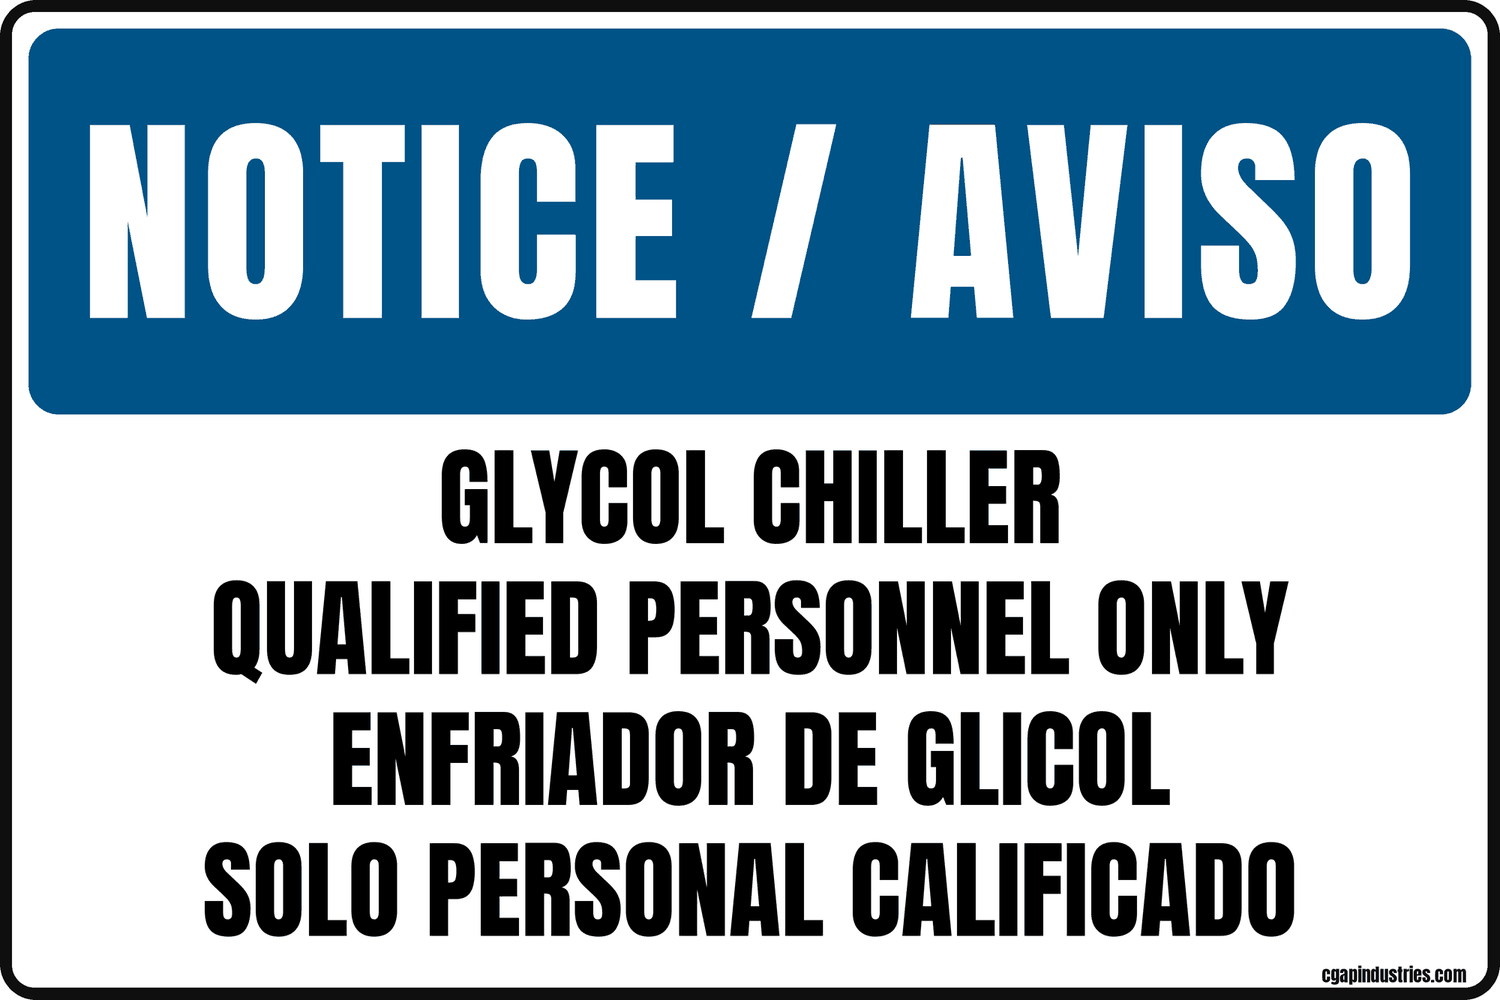 NOTICE / AVISO
GLYCOL CHILLER
QUALIFIED PERSONNEL ONLY
ENFRIADOR DE GLICOL
SOLO PERSONAL CALIFICADO
cgapindustries.com